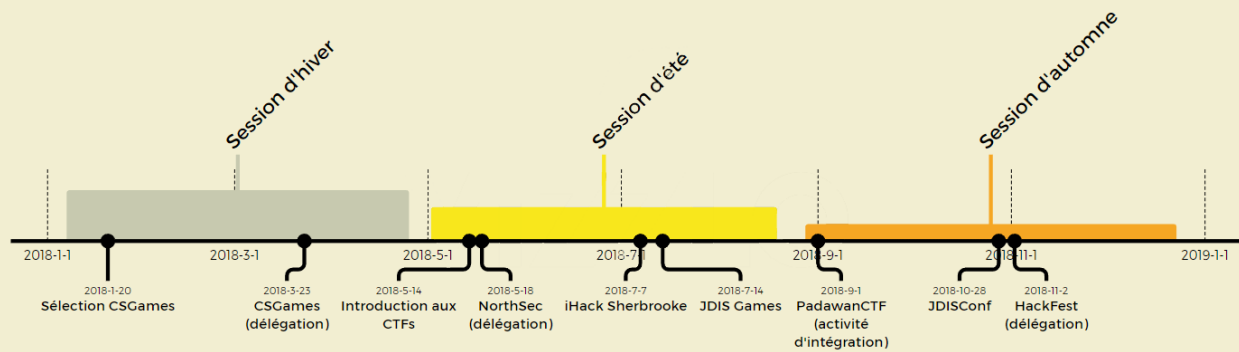 Session d'hiver
Session d'été
Session d'automne
2018-1-1
2018-3-1
2018-5-1
2018-7-1
2018-9-1
2018-11-1
2019-1-1
2018-1-20
Sélection CSGames
2018-3-23
CSGames
(délégation)
2018-5-14
Introduction aux
CTFs
2018-5-18
NorthSec
(délégation)
2018-7-7
iHack Sherbrooke
2018-7-14
JDIS Games
2018-9-1
PadawanCTF
(activité
d'intégration)
2018-10-28
JDISConf
2018-11-2
HackFest
(délégation)